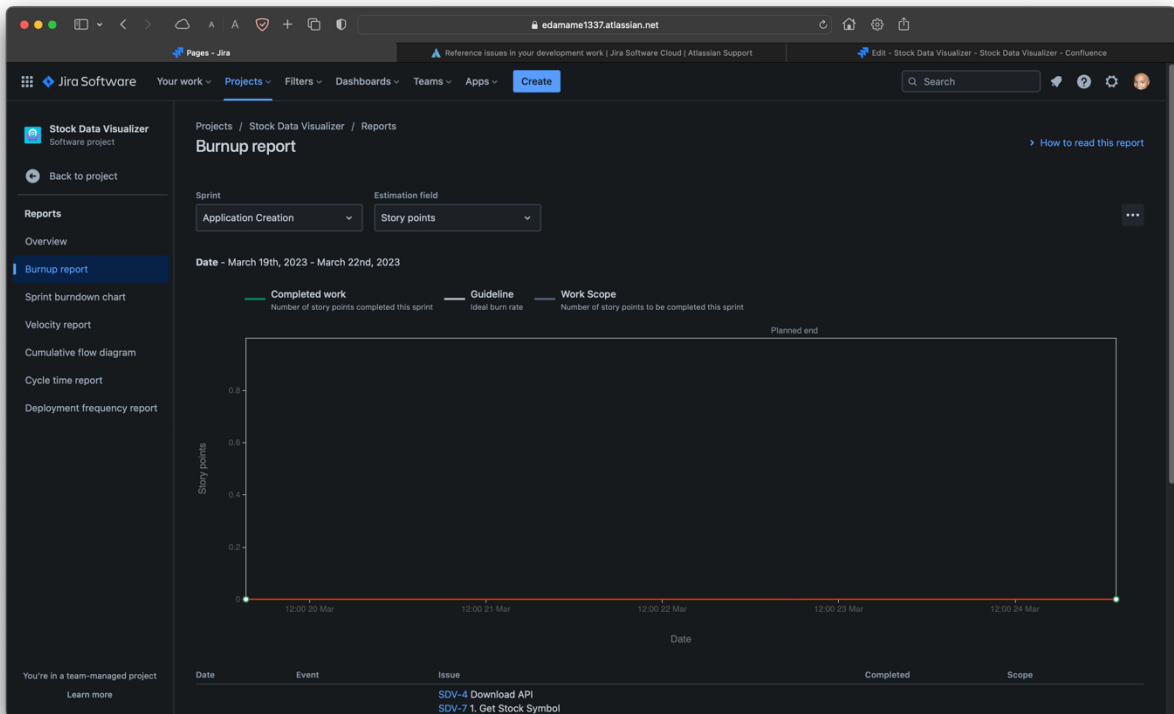 A A
edamame1337.atlassian.net
Pages - Jira
Reference issues in your development work | Jira Software Cloud | Atlassian Support
Edit - Stock Data Visualizer - Stock Data Visualizer - Confluence
Jira Software Your work Projects Filters Dashboards Teams Apps Create Search
Stock Data Visualizer
Software project
Back to project
Reports
Overview
Burnup report
Sprint burndown chart
Velocity report
Cumulative flow diagram
Cycle time report
Deployment frequency report
You're in a team-managed project
Learn more
Projects / Stock Data Visualizer / Reports
Burnup report
How to read this report
Sprint Estimation field
Application Creation Story points
Date - March 19th, 2023 - March 22nd, 2023
Completed work Guideline Work Scope
Number of story points completed this sprint Ideal burn rate Number of story points to be completed this sprint
Planned end
0.8
0.6
0.4
0.2
0
Story points
12:00 20 Mar 12:00 21 Mar 12:00 22 Mar 12:00 23 Mar 12:00 24 Mar
Date
Date Event Issue Completed Scope
SDV-4 Download API
SDV-7 1. Get Stock Symbol